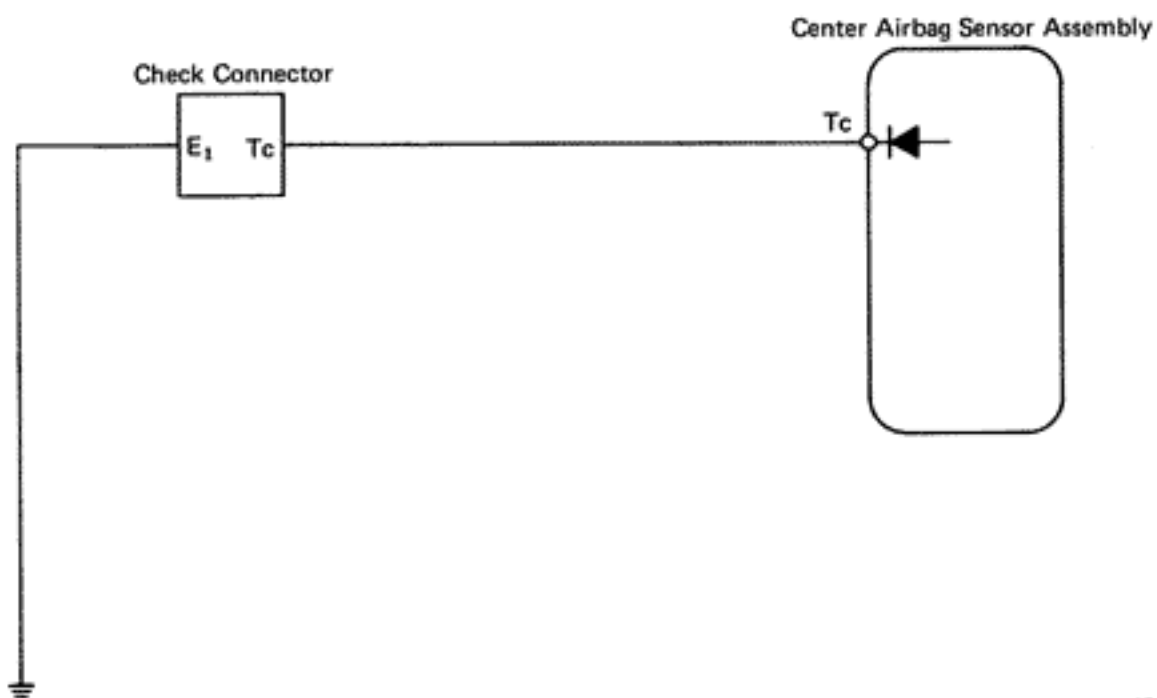 Center Airbag Sensor Assembly
Check Connector
Tc
E₁ Tc